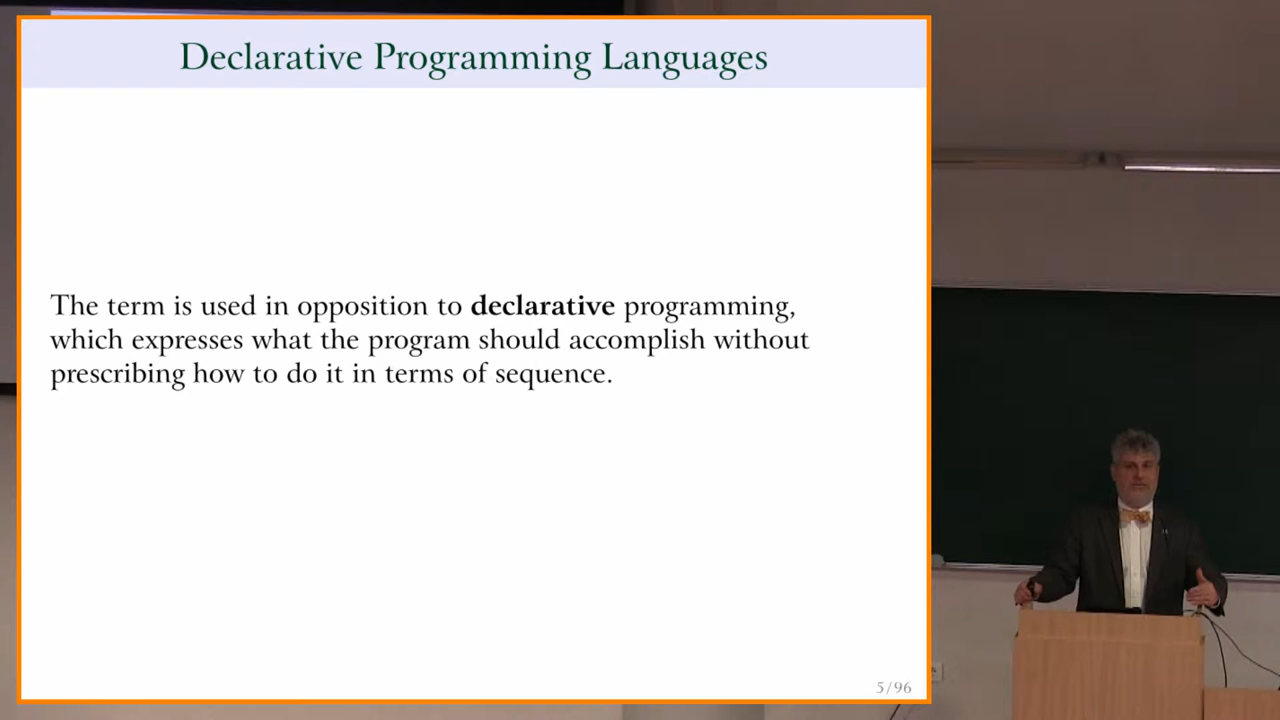 Declarative Programming Languages
The term is used in opposition to declarative programming,
which expresses what the program should accomplish without
prescribing how to do it in terms of sequence.
5/96